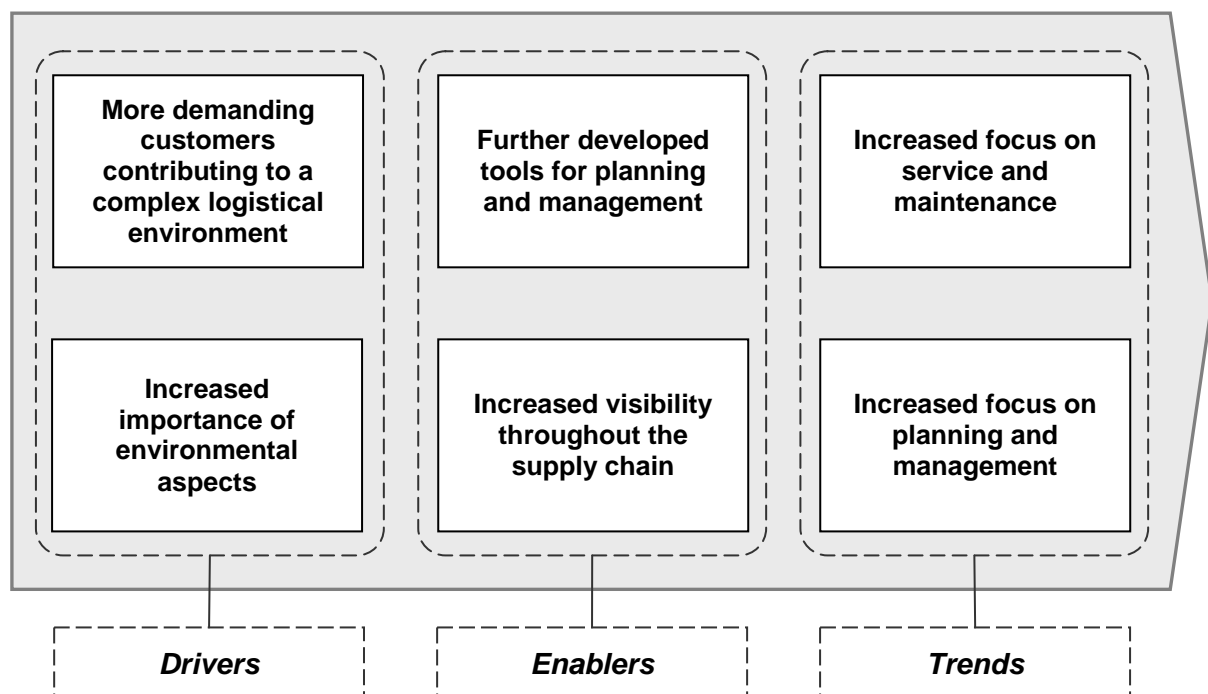 More demanding
customers
contributing to a
complex logistical
environment
Further developed
tools for planning
and management
Increased focus on
service and
maintenance
Increased
importance of
environmental
aspects
Increased visibility
throughout the
supply chain
Increased focus on
planning and
management
Drivers
Enablers
Trends